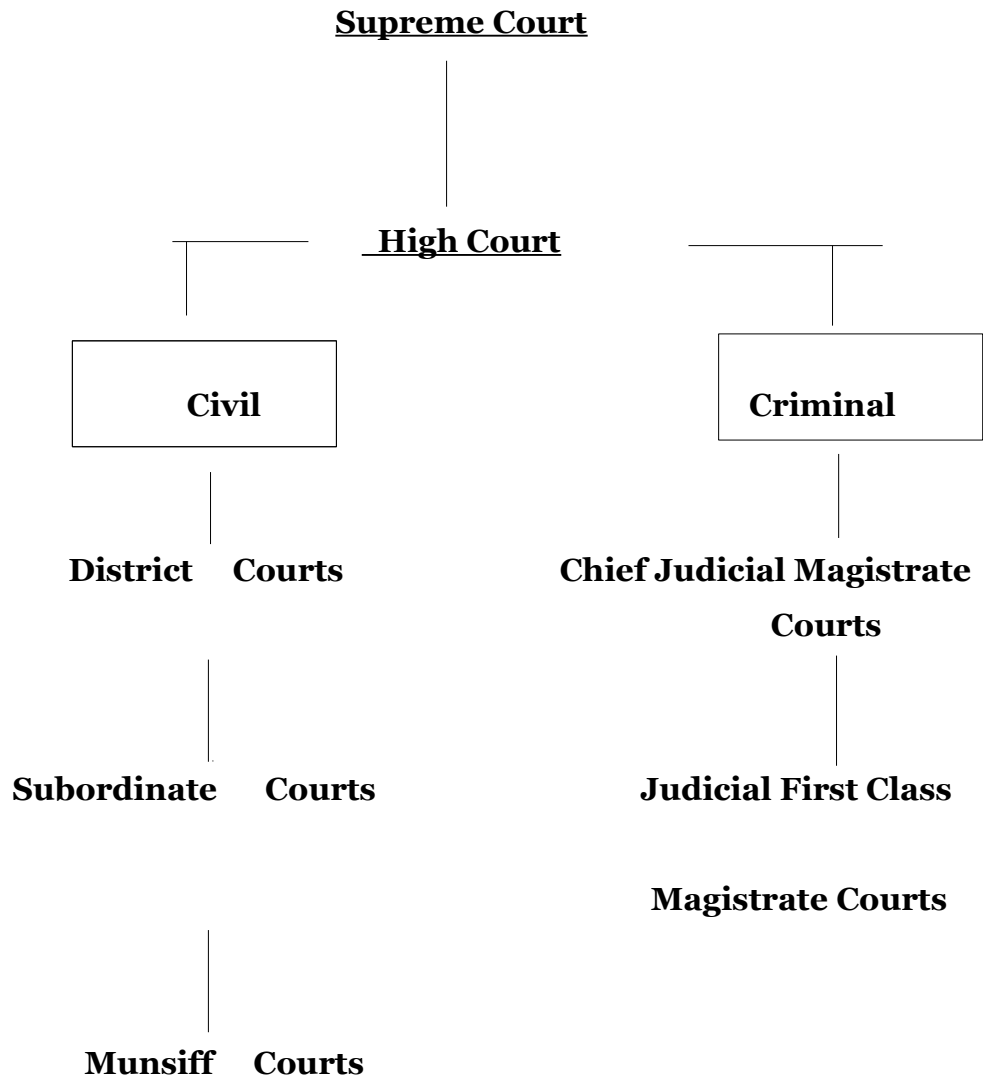 Supreme Court
High Court
Civil
Criminal
District Courts
Chief Judicial Magistrate
Courts
Subordinate Courts
Judicial First Class
Magistrate Courts
Munsiff Courts